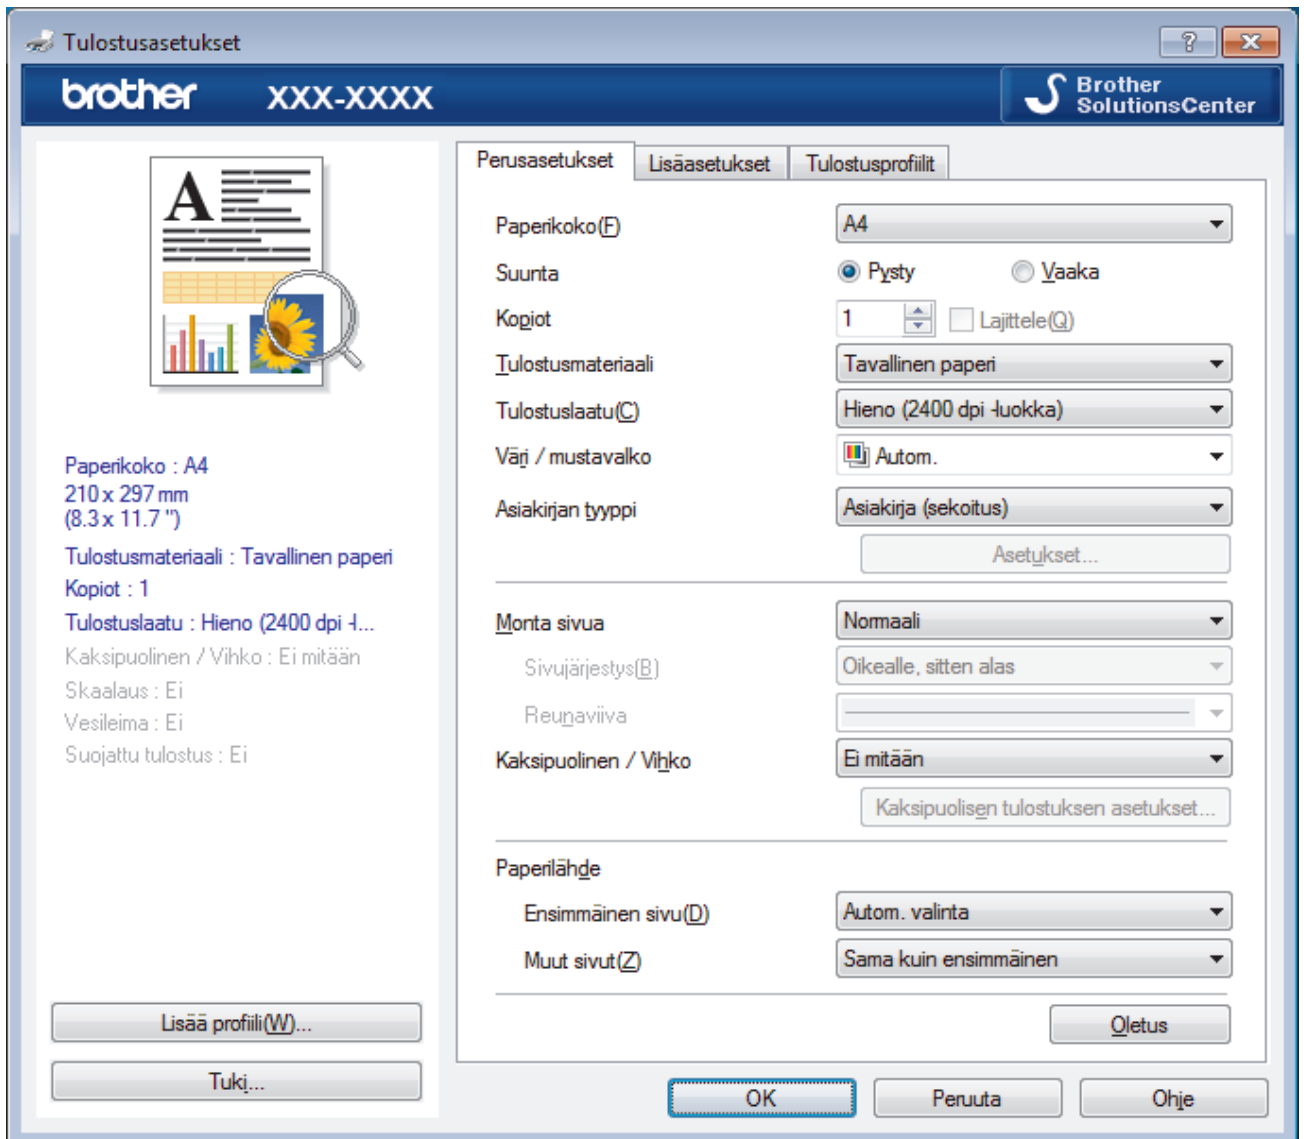 Tulostusasetukset
?
brother XXX-XXXX
Brother
SolutionsCenter
A
Paperikoko : A4
210 x 297 mm
(8.3 x 11.7 ")
Tulostusmateriaali : Tavallinen paperi
Kopiot : 1
Tulostuslaatu : Hieno (2400 dpi -l...
Kaksipuolinen / Vihko : Ei mitään
Skaalaus : Ei
Vesileima : Ei
Suojattu tulostus : Ei
Lisää profiili(W)...
Tuki...
Perusasetukset Lisäasetukset Tulostusprofiilit
Paperikoko(F) A4
Suunta Pysty Vaaka
Kopiot 1 Lajittele(Q)
Tulostusmateriaali Tavallinen paperi
Tulostuslaatu(C) Hieno (2400 dpi -luokka)
Väri / mustavalko Autom.
Asiakirjan tyyppi Asiakirja (sekoitus)
Asetukset...
Monta sivua Normaali
Sivujärjestys(B) Oikealle, sitten alas
Reunaviiva
Kaksipuolinen / Vihko Ei mitään
Kaksipuolisen tulostuksen asetukset...
Paperilähde
Ensimmäinen sivu(D) Autom. valinta
Muut sivut(Z) Sama kuin ensimmäinen
Oletus
OK Peruuta Ohje